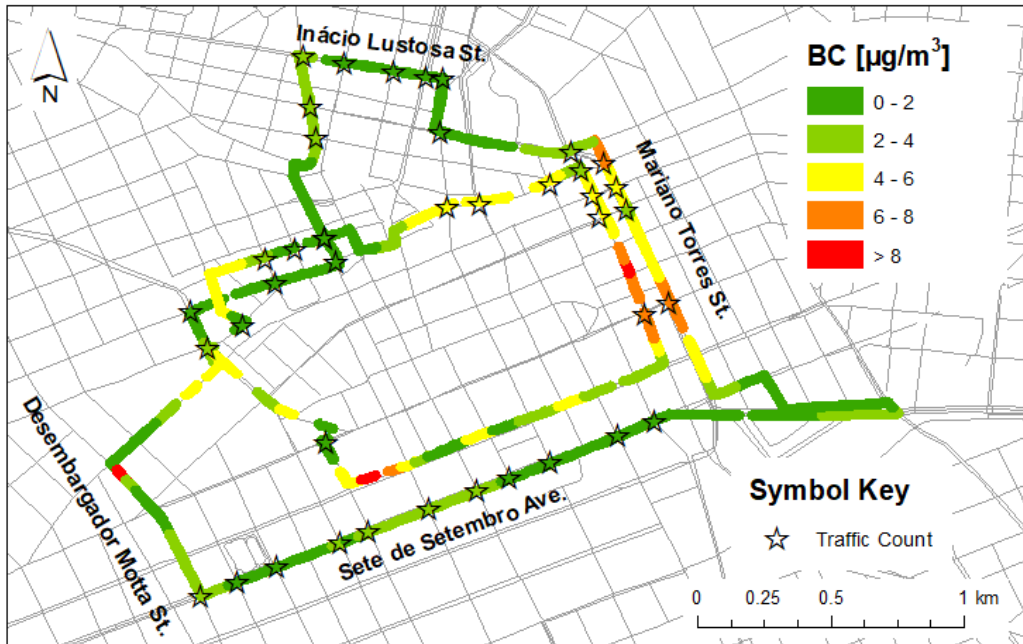 Inácio Lustosa St.
N
Mariano Torres St.
Desembargador Motta St.
Sete de Setembro Ave.
BC [µg/m³]
0 - 2
2 - 4
4 - 6
6 - 8
> 8
Symbol Key
Traffic Count
0 0.25 0.5 1 km